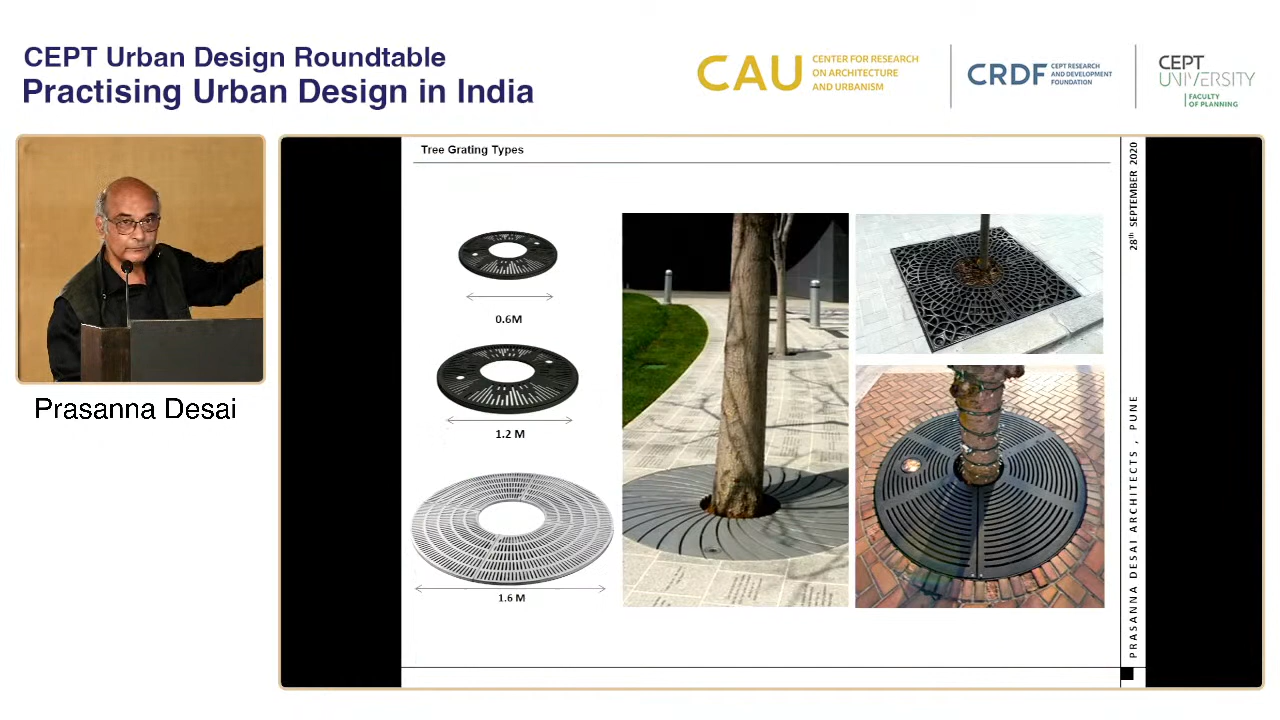 CEPT Urban Design Roundtable
Practising Urban Design in India
CAU
CENTER FOR RESEARCH
ON ARCHITECTURE
AND URBANISM
CRDF
CEPT RESEARCH
AND DEVELOPMENT
FOUNDATION
CEPT
UNIVERSITY
FACULTY
OF PLANNING
Prasanna Desai
Tree Grating Types
0.6M
1.2 M
1.6 M
28th SEPTEMBER 2020
PRASANNA DESAI ARCHITECTS , PUNE